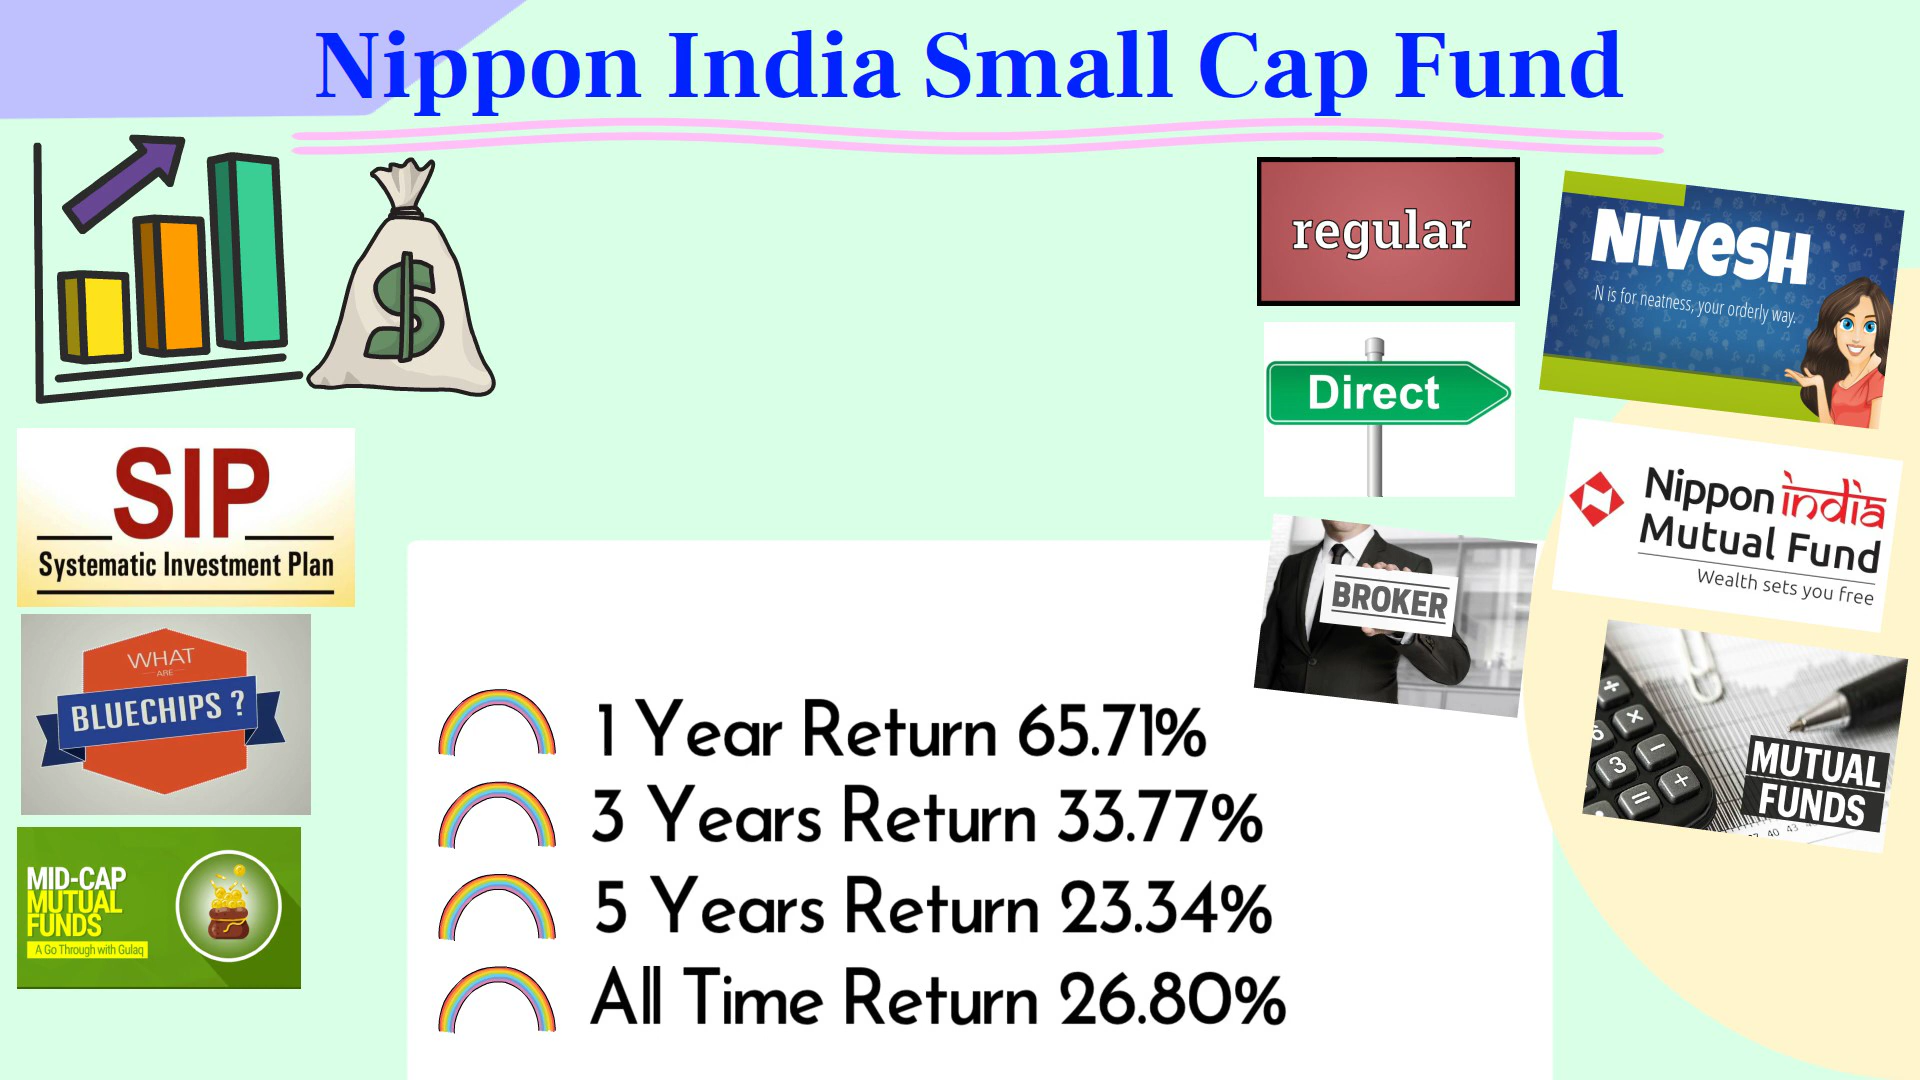 Nippon India Small Cap Fund
regular
Direct
BROKER
NIVESH
N is for neatness, your orderly way.
Nippon india
Mutual Fund
Wealth sets you free
MUTUAL
FUNDS
SIP
Systematic Investment Plan
WHAT
ARE
BLUECHIPS ?
MID-CAP
MUTUAL
FUNDS
A Go Through with Gulaq
1 Year Return 65.71%
3 Years Return 33.77%
5 Years Return 23.34%
All Time Return 26.80%